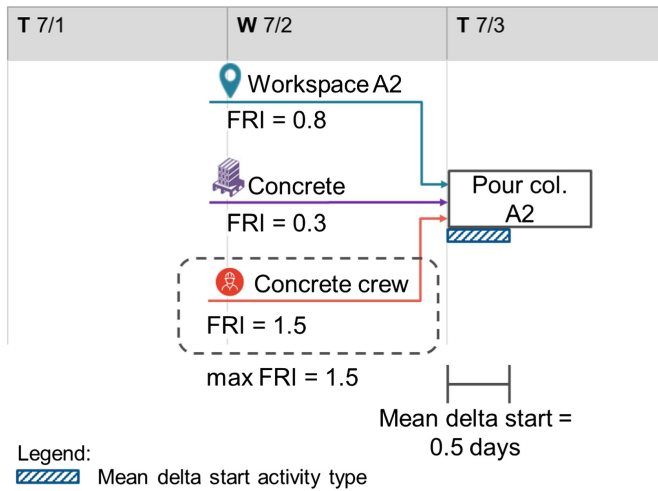 T 7/1
W 7/2
T 7/3
Workspace A2
FRI = 0.8
Concrete
FRI = 0.3
Pour col.
A2
Concrete crew
FRI = 1.5
max FRI = 1.5
Mean delta start =
0.5 days
Legend:
Mean delta start activity type